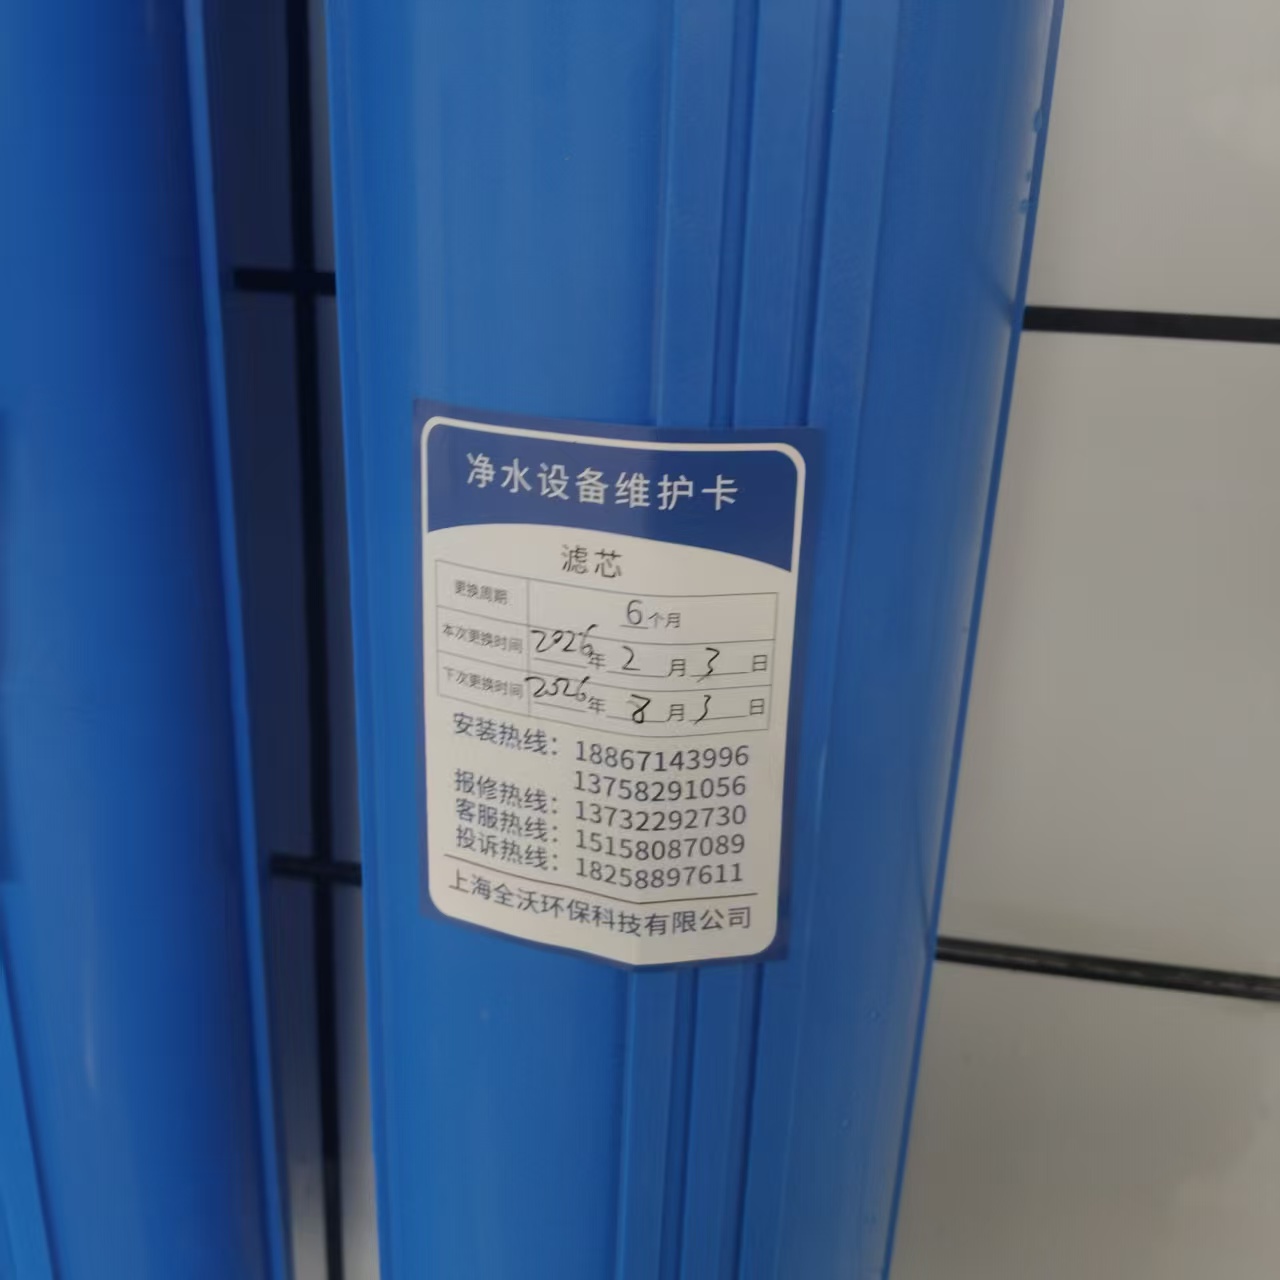 净水设备维护卡
滤芯
更换周期 6个月
本次更换时间 2026年2月3日
下次更换时间 2026年8月3日
安装热线：18867143996
13758291056
报修热线：13732292730
客服热线：15158087089
投诉热线：18258897611
上海全沃环保科技有限公司